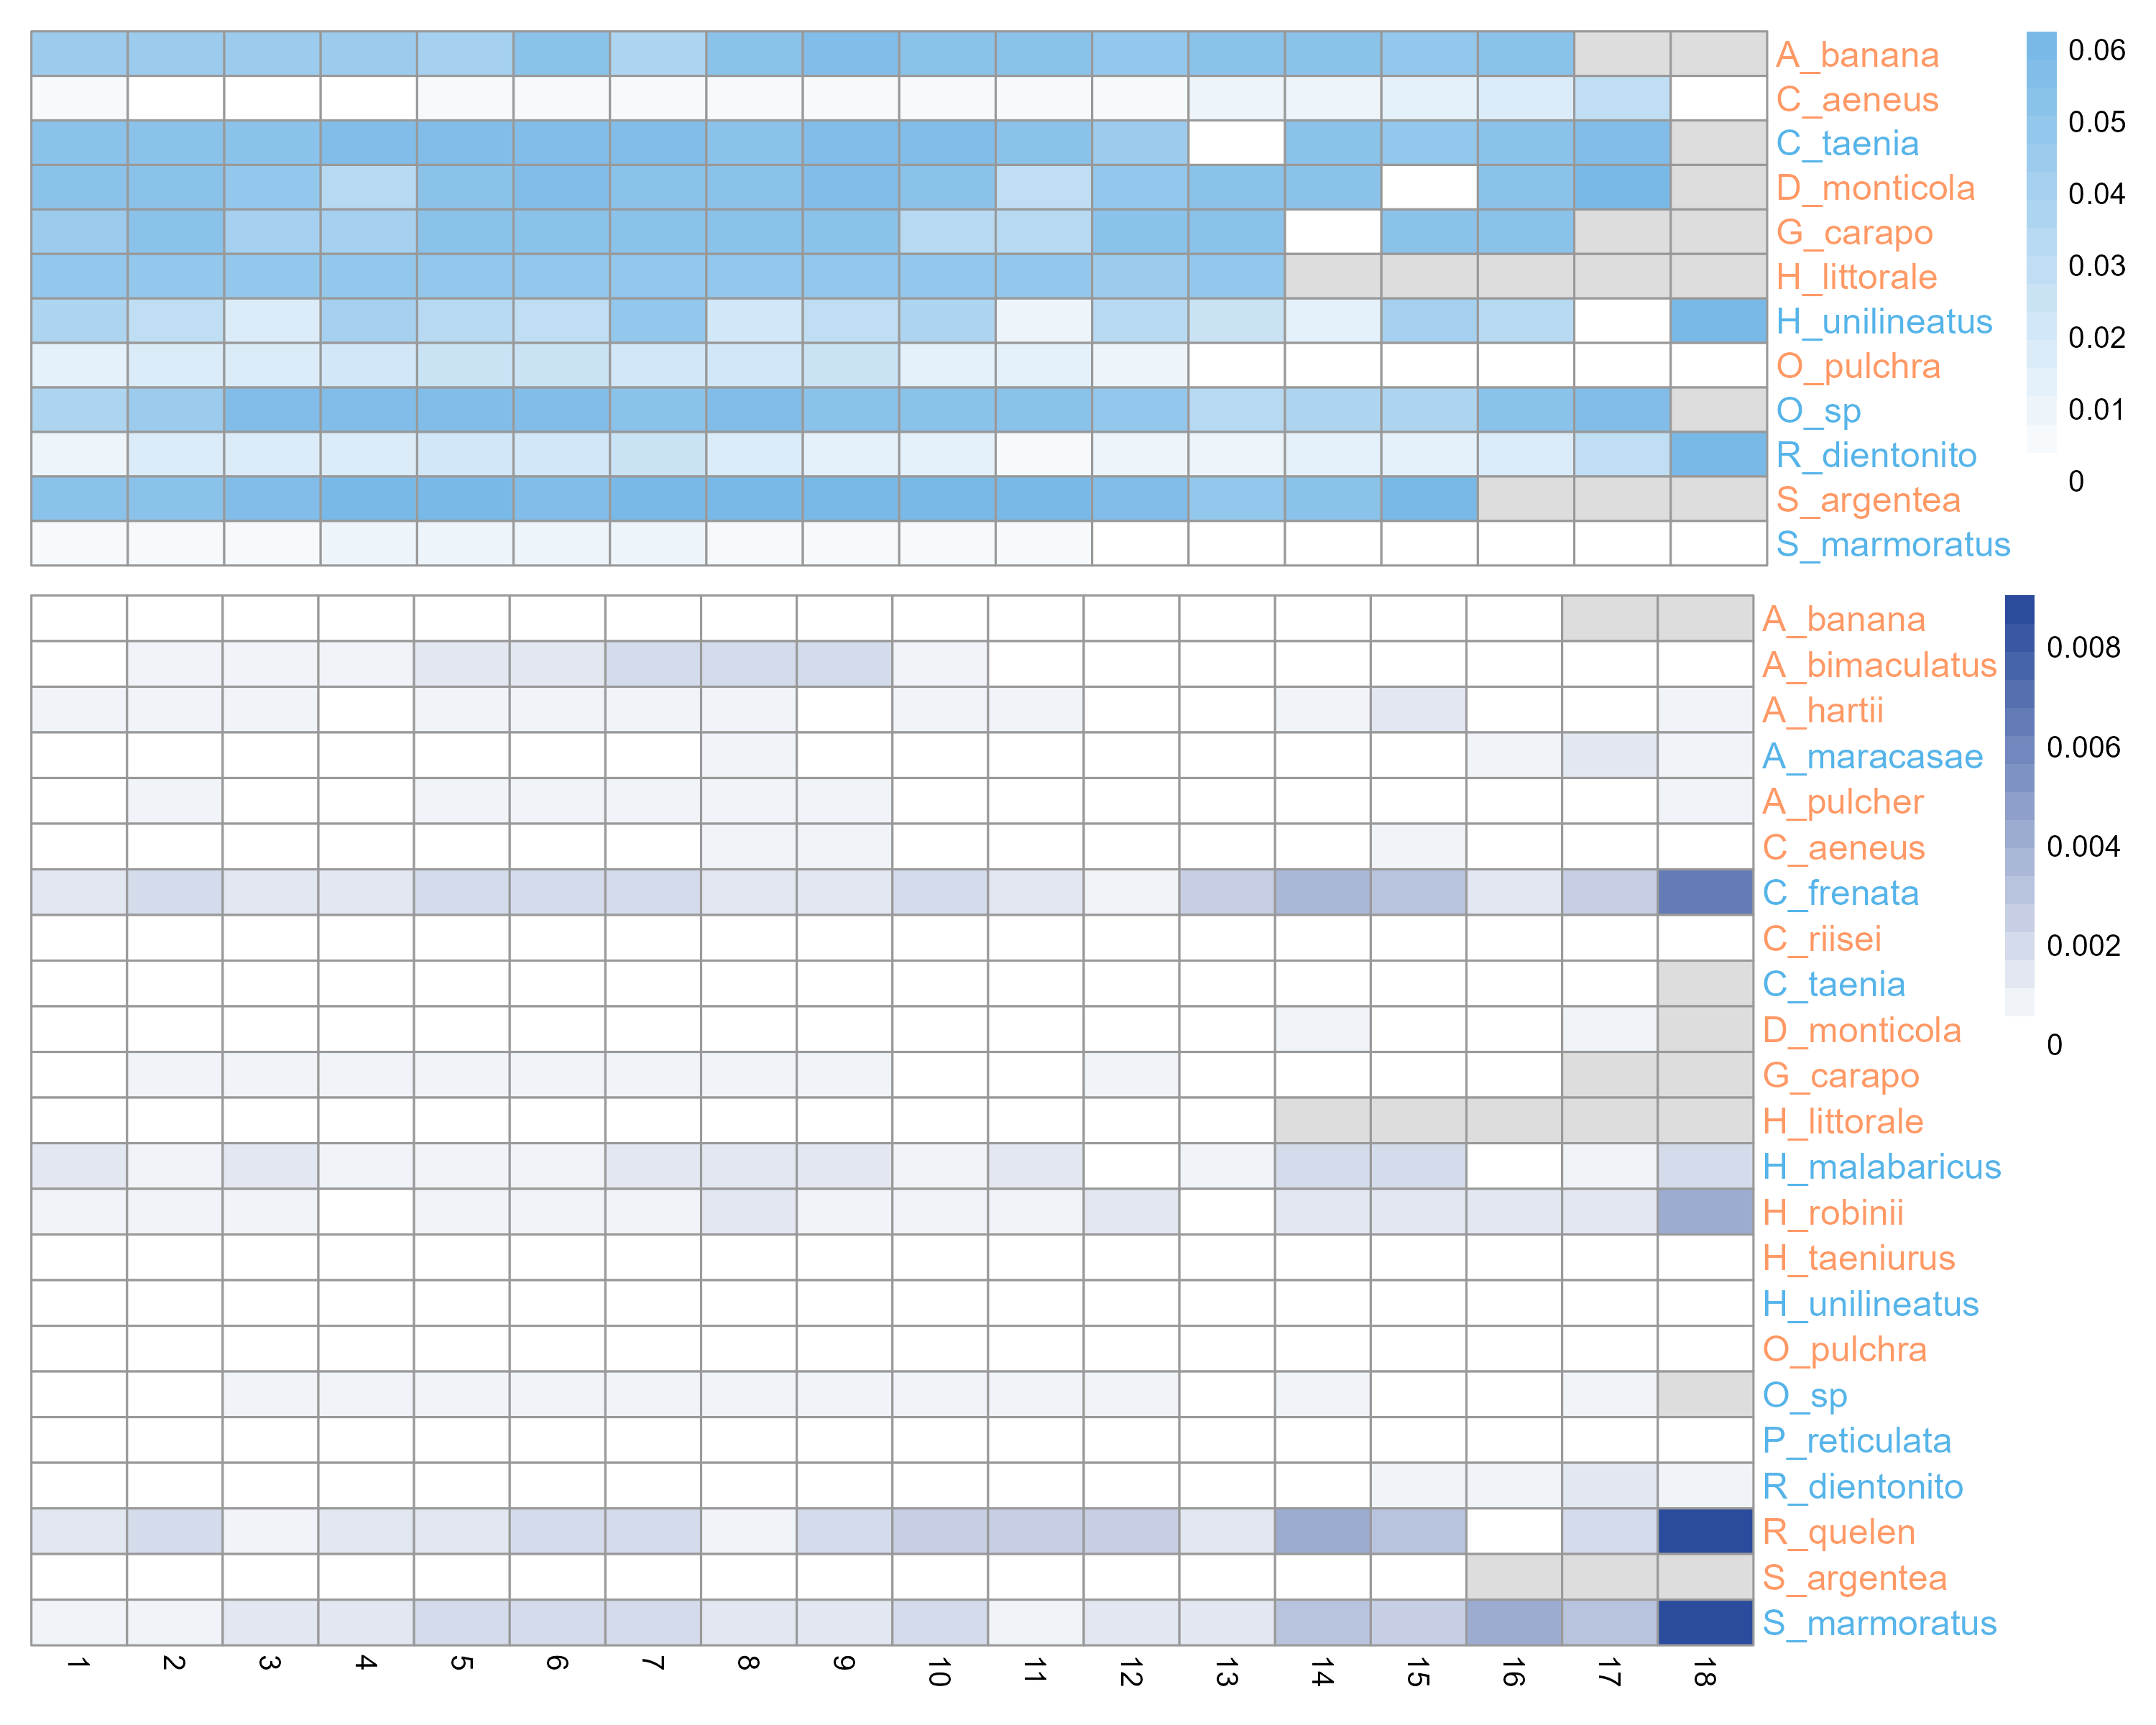 A_banana
C_aeneus
C_taenia
D_monticola
G_carapo
H_littorale
H_unilineatus
O_pulchra
O_sp
R_dientonito
S_argentea
S_marmoratus
0.06
0.05
0.04
0.03
0.02
0.01
0
A_banana
A_bimaculatus
A_hartii
A_maracasae
A_pulcher
C_aeneus
C_frenata
C_riisei
C_taenia
D_monticola
G_carapo
H_littorale
H_malabaricus
H_robinii
H_taeniurus
H_unilineatus
O_pulchra
O_sp
P_reticulata
R_dientonito
R_quelen
S_argentea
S_marmoratus
0.008
0.006
0.004
0.002
0
1 2 3 4 5 6 7 8 9 10 11 12 13 14 15 16 17 18